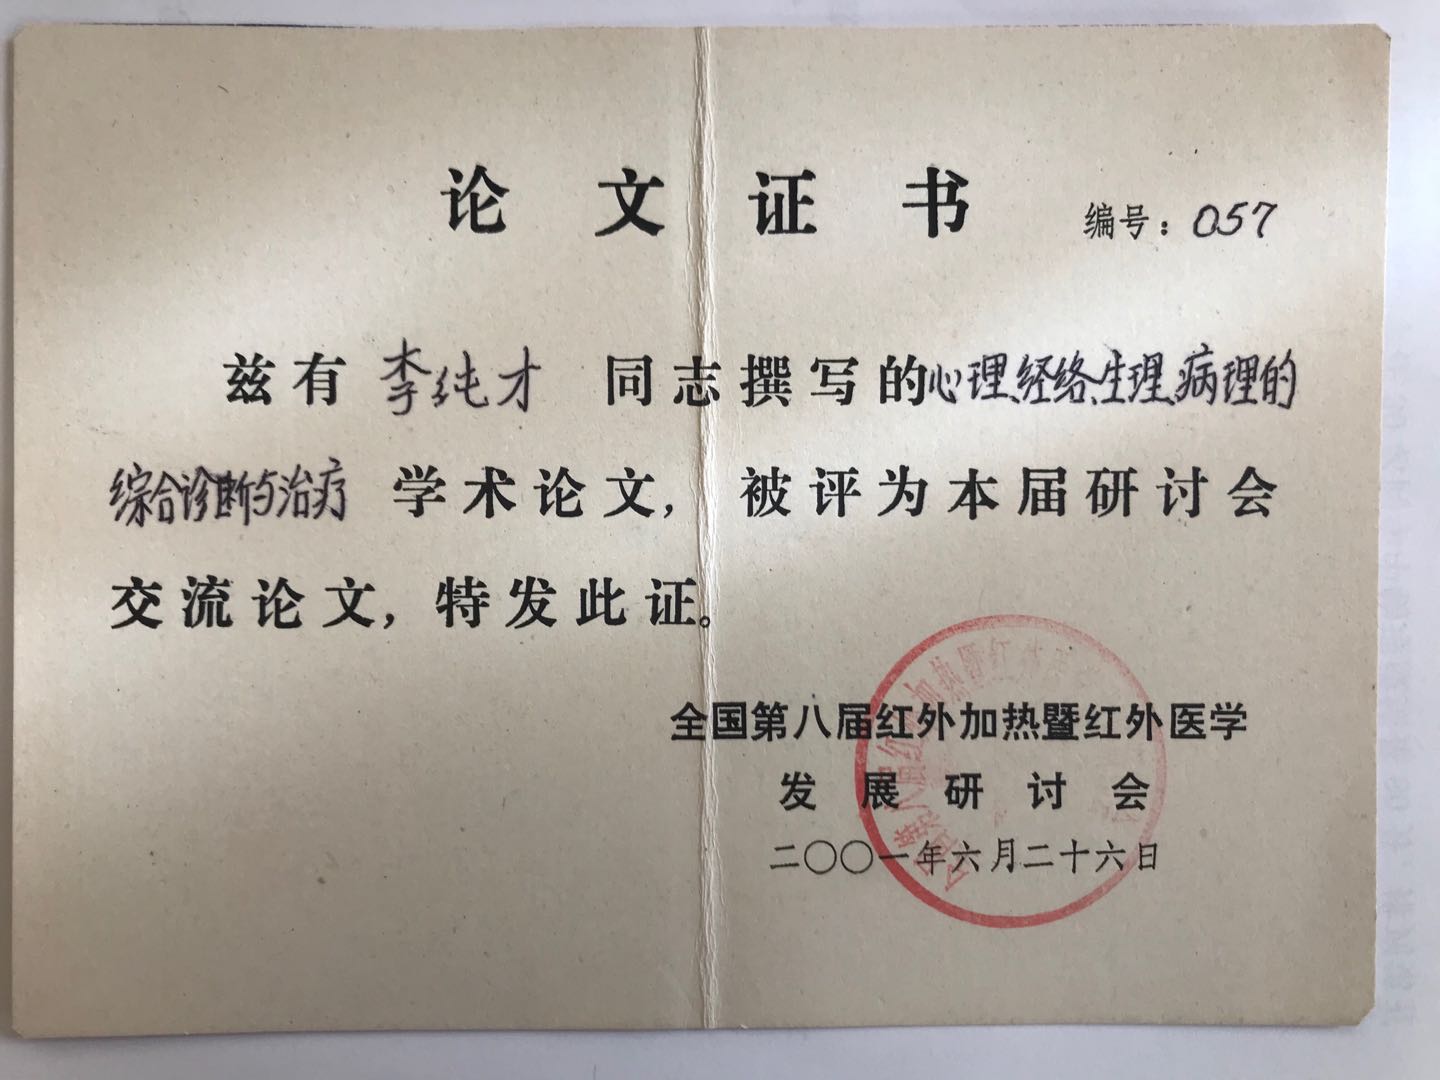 论文证书
编号：057
兹有 李纯才 同志撰写的心理、经络、生理、病理的
综合诊断与治疗 学术论文，被评为本届研讨会
交流论文，特发此证。
全国第八届红外加热暨红外医学
发展研讨会
二〇〇一年六月二十六日